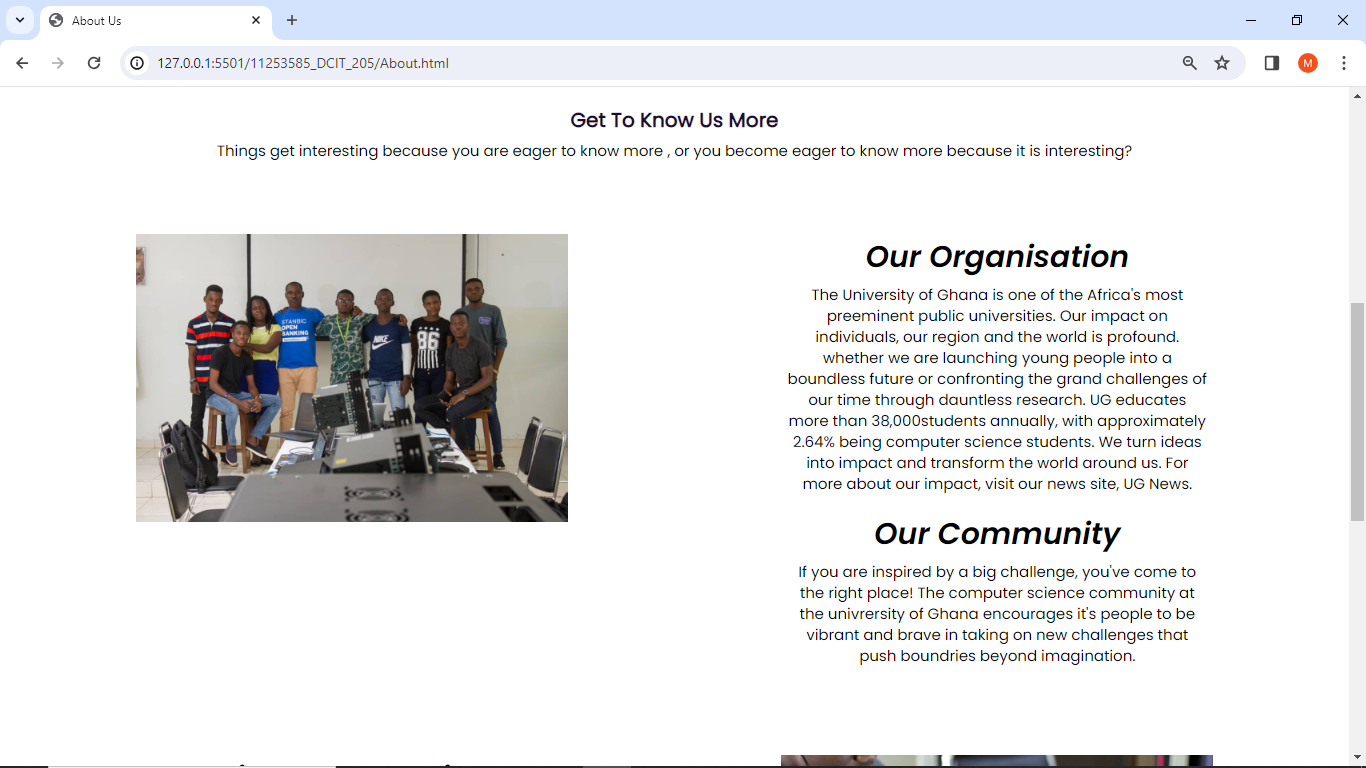 About Us
127.0.0.1:5501/11253585_DCIT_205/About.html
M
Get To Know Us More
Things get interesting because you are eager to know more , or you become eager to know more because it is interesting?
STANBIC
OPEN
BANKING
NIKE
86
Our Organisation
The University of Ghana is one of the Africa's most
preeminent public universities. Our impact on
individuals, our region and the world is profound.
whether we are launching young people into a
boundless future or confronting the grand challenges of
our time through dauntless research. UG educates
more than 38,000students annually, with approximately
2.64% being computer science students. We turn ideas
into impact and transform the world around us. For
more about our impact, visit our news site, UG News.
Our Community
If you are inspired by a big challenge, you've come to
the right place! The computer science community at
the univrersity of Ghana encourages it's people to be
vibrant and brave in taking on new challenges that
push boundries beyond imagination.